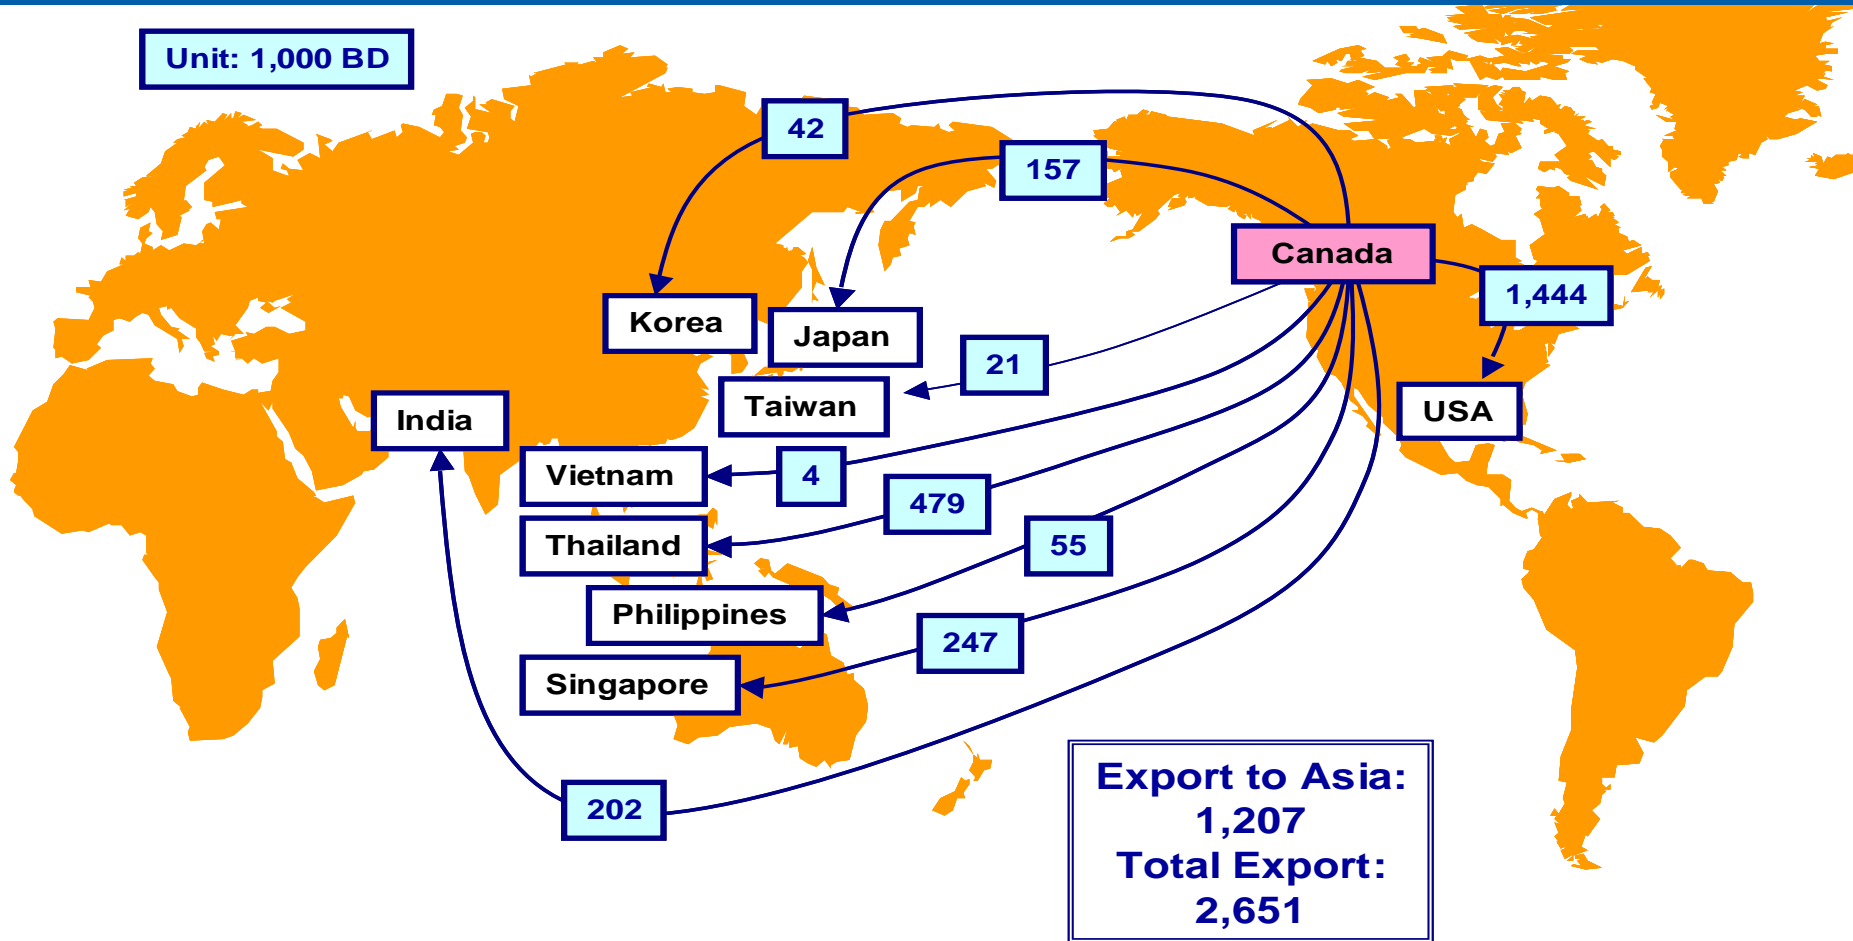 Unit: 1,000 BD
42
157
Canada
1,444
Korea
Japan
21
Taiwan
USA
India
Vietnam
4
479
Thailand
55
Philippines
247
Singapore
202
Export to Asia:
1,207
Total Export:
2,651